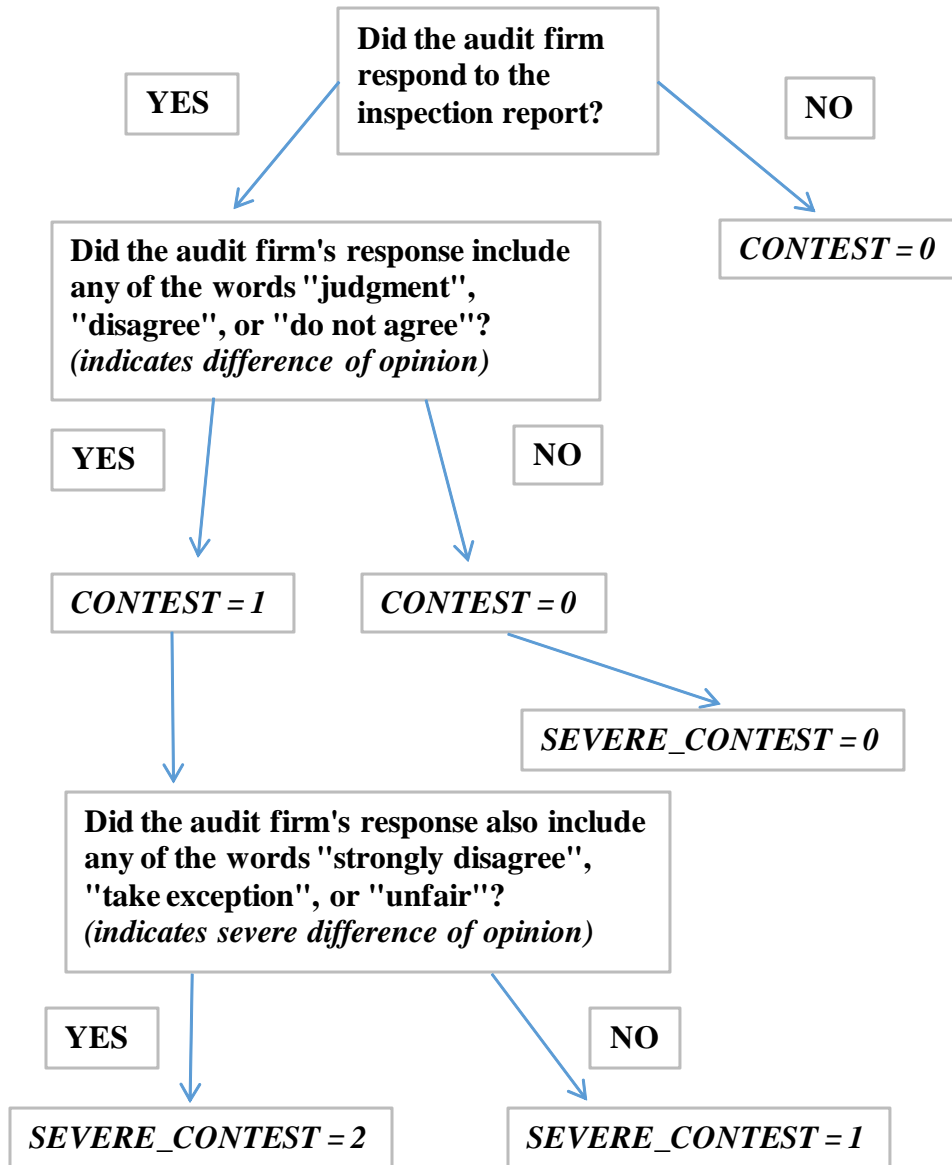 Did the audit firm
respond to the
inspection report?
YES
NO
CONTEST = 0
Did the audit firm's response include
any of the words "judgment",
"disagree", or "do not agree"?
(indicates difference of opinion)
YES
NO
CONTEST = 1
CONTEST = 0
SEVERE_CONTEST = 0
Did the audit firm's response also include
any of the words "strongly disagree",
"take exception", or "unfair"?
(indicates severe difference of opinion)
YES
NO
SEVERE_CONTEST = 2
SEVERE_CONTEST = 1